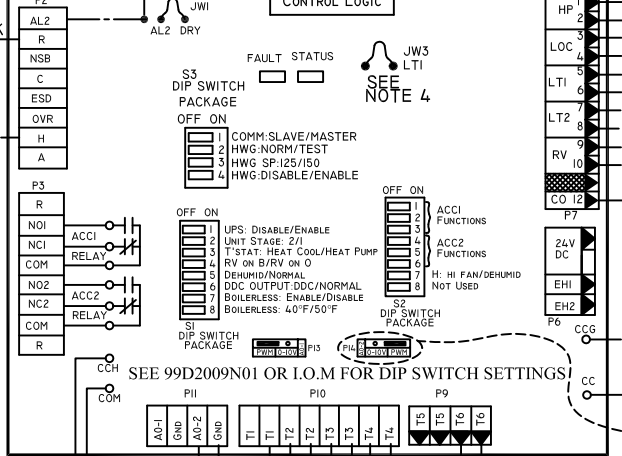 P2
CONTROL LOGIC
JW1
AL2 DRY
AL2
R
NSB
C
ESD
OVR
H
A
FAULT STATUS
JW3
LT1
SEE
NOTE 4
S3
DIP SWITCH
PACKAGE
OFF ON
1 COMM:SLAVE/MASTER
2 HWG:NORM/TEST
3 HWG SP:125/150
4 HWG:DISABLE/ENABLE
HP
2
LOC
3
4
LT1
5
6
LT2
7
8
RV
9
10
CO 12
P7
P3
R
NO1
NC1
COM
NO2
NC2
COM
R
ACC1
RELAY
ACC2
RELAY
OFF ON
1 UPS: DISABLE/ENABLE
2 UNIT STAGE: 2/1
3 T'STAT: HEAT COOL/HEAT PUMP
4 RV ON B/RV ON O
5 DEHUMID/NORMAL
6 DDC OUTPUT:DDC/NORMAL
7 BOILERLESS: ENABLE/DISABLE
8 BOILERLESS: 40°F/50°F
S1
DIP SWITCH
PACKAGE
OFF ON
1
2
3
4
5
6
7 H: HI FAN/DEHUMID
8 NOT USED
ACC1
FUNCTIONS
ACC2
FUNCTIONS
S2
DIP SWITCH
PACKAGE
24V
DC
EH1
EH2
P6
CCG
CC
PWM 0-10V P13
P14 0-10V PWM
CCH
COM
SEE 99D2009N01 OR I.O.M FOR DIP SWITCH SETTINGS
P11
P10
P9
A0-1 GND A0-2 GND
T1 T1 T2 T2 T3 T3 T4 T4
T5 T5 T6 T6